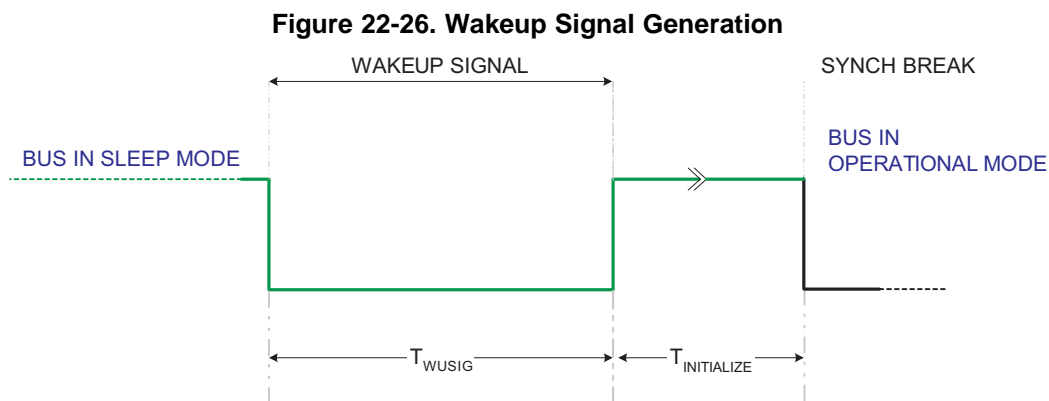 Figure 22-26. Wakeup Signal Generation
WAKEUP SIGNAL
SYNCH BREAK
BUS IN SLEEP MODE
BUS IN
OPERATIONAL MODE
TWUSIG
TINITIALIZE